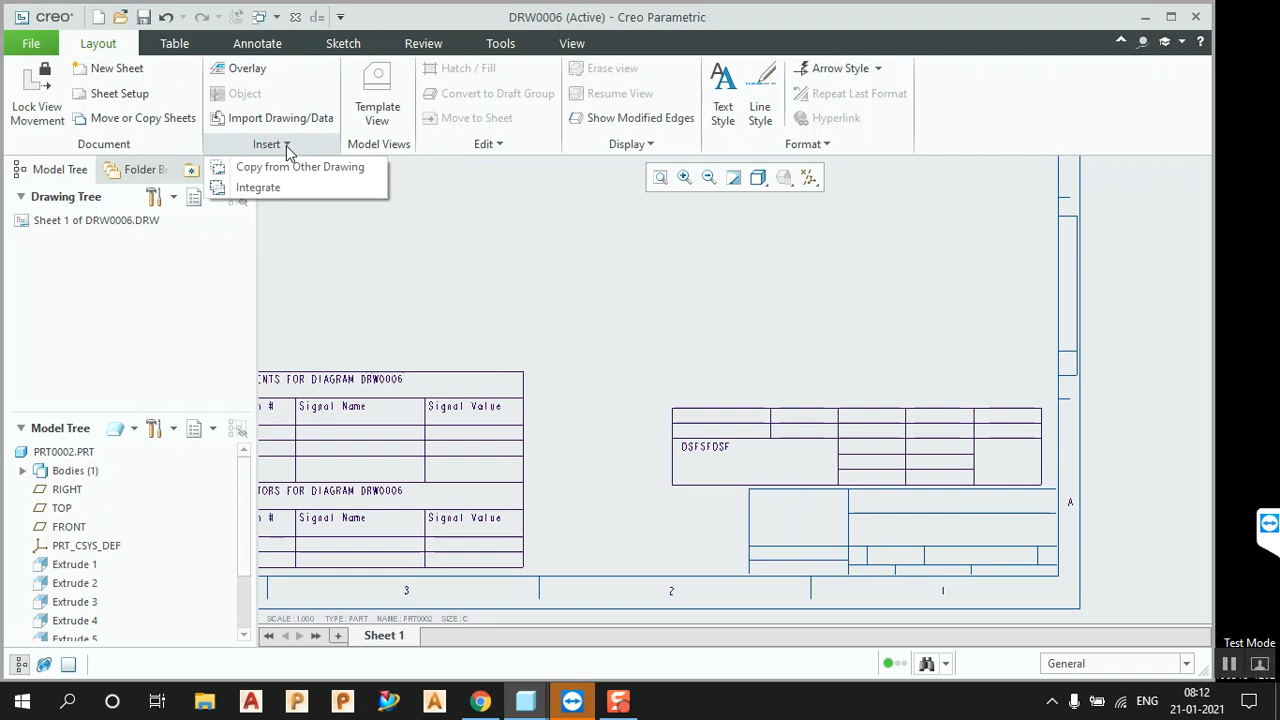 creo
DRW0006 (Active) - Creo Parametric
File
Layout
Table
Annotate
Sketch
Review
Tools
View
Lock View Movement
New Sheet
Sheet Setup
Move or Copy Sheets
Document
Overlay
Object
Import Drawing/Data
Insert
Template View
Model Views
Hatch / Fill
Convert to Draft Group
Move to Sheet
Edit
Erase view
Resume View
Show Modified Edges
Display
Text Style
Line Style
Arrow Style
Repeat Last Format
Hyperlink
Format
Copy from Other Drawing
Integrate
Model Tree
Folder B
Drawing Tree
Sheet 1 of DRW0006.DRW
Model Tree
PRT0002.PRT
Bodies (1)
RIGHT
TOP
FRONT
PRT_CSYS_DEF
Extrude 1
Extrude 2
Extrude 3
Extrude 4
Extrude 5
ENTS FOR DIAGRAM DRW0006
# Signal Name Signal Value
TORS FOR DIAGRAM DRW0006
# Signal Name Signal Value
DSFSFDSF
A
3 2 1
SCALE : 1.000 TYPE : PART NAME : PRT0002 SIZE : C
Sheet 1
General
Test Mode
ENG
08:12
21-01-2021